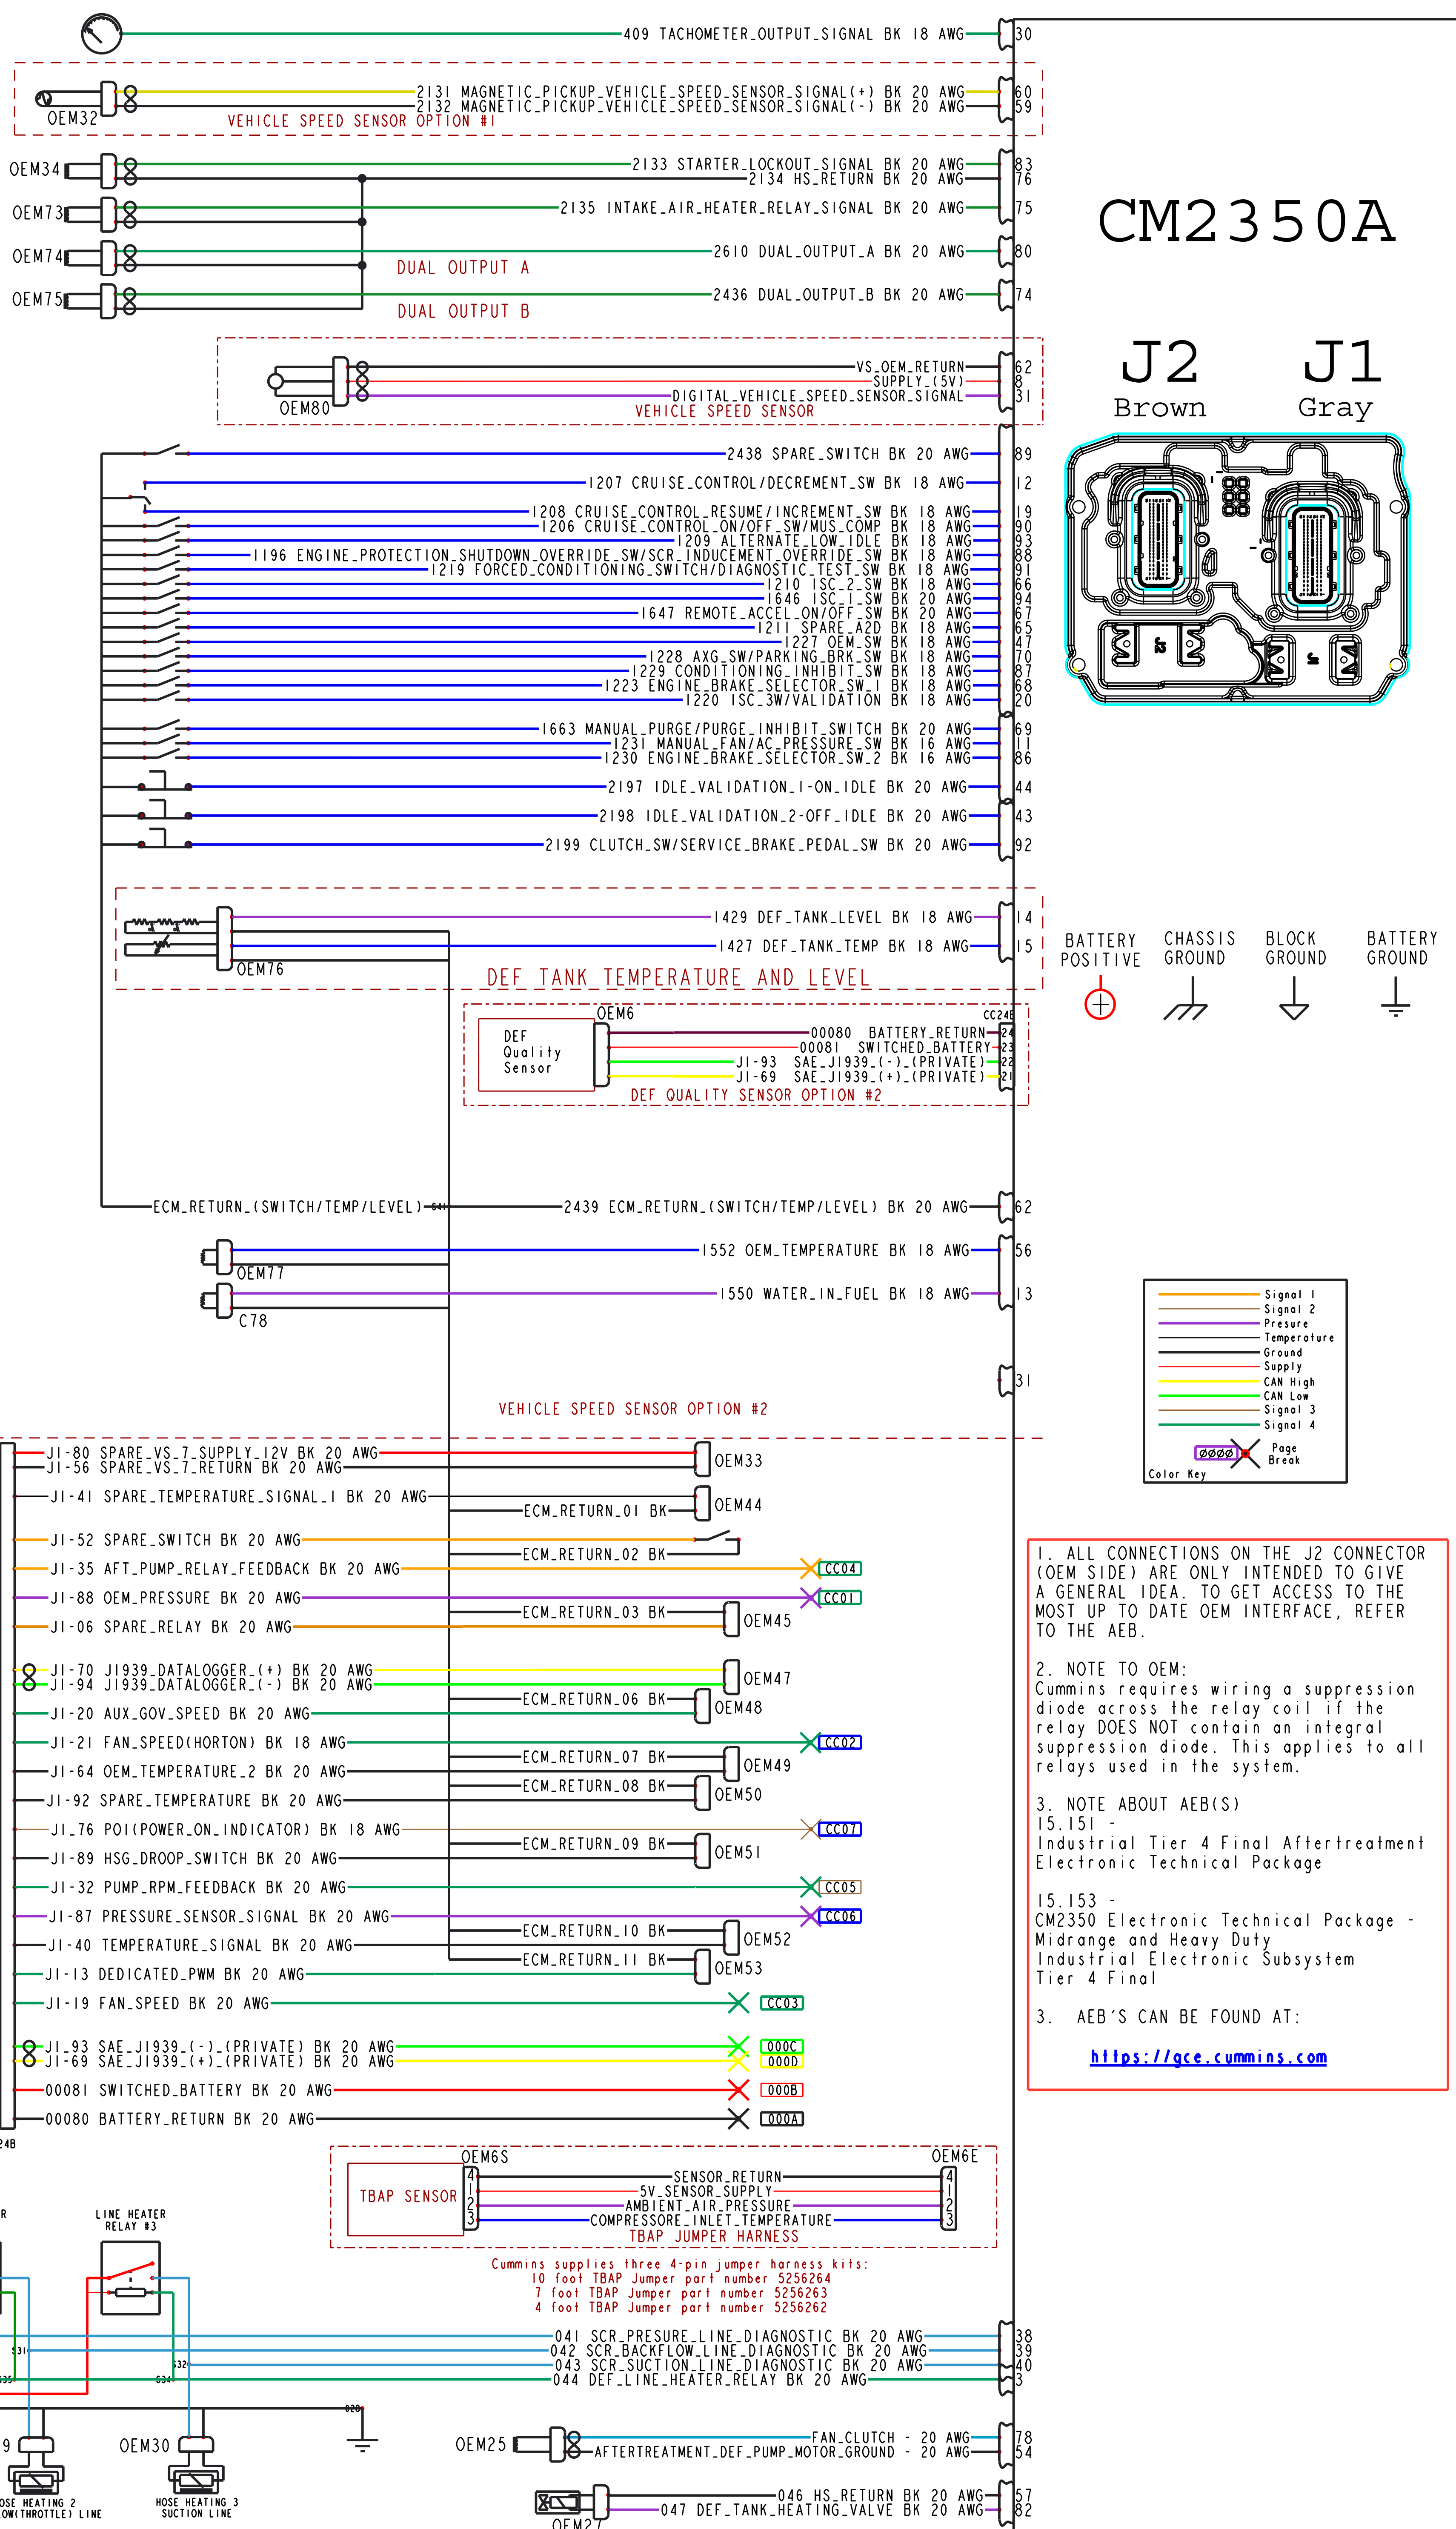 409 TACHOMETER_OUTPUT_SIGNAL BK 18 AWG 30
2131 MAGNETIC_PICKUP_VEHICLE_SPEED_SENSOR_SIGNAL(+) BK 20 AWG 60
2132 MAGNETIC_PICKUP_VEHICLE_SPEED_SENSOR_SIGNAL(-) BK 20 AWG 59
OEM32
VEHICLE SPEED SENSOR OPTION #1
OEM34 2133 STARTER_LOCKOUT_SIGNAL BK 20 AWG 83
2134 HS_RETURN BK 20 AWG 76
OEM73 2135 INTAKE_AIR_HEATER_RELAY_SIGNAL BK 20 AWG 75
OEM74 2610 DUAL_OUTPUT_A BK 20 AWG 80
DUAL OUTPUT A
OEM75 2436 DUAL_OUTPUT_B BK 20 AWG 74
DUAL OUTPUT B
CM2350A
J2 J1
Brown Gray
J2 J1
VS_OEM_RETURN 62
SUPPLY_(5V) 8
DIGITAL_VEHICLE_SPEED_SENSOR_SIGNAL 31
OEM80
VEHICLE SPEED SENSOR
2438 SPARE_SWITCH BK 20 AWG 89
1207 CRUISE_CONTROL/DECREMENT_SW BK 18 AWG 12
1208 CRUISE_CONTROL_RESUME/INCREMENT_SW BK 18 AWG 19
1206 CRUISE_CONTROL_ON/OFF_SW/MUS_COMP BK 18 AWG 90
1209 ALTERNATE_LOW_IDLE BK 18 AWG 93
1196 ENGINE_PROTECTION_SHUTDOWN_OVERRIDE_SW/SCR_INDUCEMENT_OVERRIDE_SW BK 18 AWG 88
1219 FORCED_CONDITIONING_SWITCH/DIAGNOSTIC_TEST_SW BK 18 AWG 91
1210 ISC_2_SW BK 18 AWG 66
1646 ISC_1_SW BK 20 AWG 94
1647 REMOTE_ACCEL_ON/OFF_SW BK 20 AWG 67
1211 SPARE_A2D BK 18 AWG 65
1227 OEM_SW BK 18 AWG 47
1228 AXG_SW/PARKING_BRK_SW BK 18 AWG 70
1229 CONDITIONING_INHIBIT_SW BK 18 AWG 87
1223 ENGINE_BRAKE_SELECTOR_SW_1 BK 18 AWG 68
1220 ISC_3W/VALIDATION BK 18 AWG 20
1663 MANUAL_PURGE/PURGE_INHIBIT_SWITCH BK 20 AWG 69
1231 MANUAL_FAN/AC_PRESSURE_SW BK 16 AWG 11
1230 ENGINE_BRAKE_SELECTOR_SW_2 BK 16 AWG 86
2197 IDLE_VALIDATION_1-ON_IDLE BK 20 AWG 44
2198 IDLE_VALIDATION_2-OFF_IDLE BK 20 AWG 43
2199 CLUTCH_SW/SERVICE_BRAKE_PEDAL_SW BK 20 AWG 92
1429 DEF_TANK_LEVEL BK 18 AWG 14
1427 DEF_TANK_TEMP BK 18 AWG 15
OEM76
DEF TANK TEMPERATURE AND LEVEL
BATTERY POSITIVE
CHASSIS GROUND
BLOCK GROUND
BATTERY GROUND
OEM6 CC24B
DEF
Quality
Sensor
00080 BATTERY_RETURN 24
00081 SWITCHED_BATTERY 23
J1-93 SAE_J1939_(-)_(PRIVATE) 22
J1-69 SAE_J1939_(+)_(PRIVATE) 21
DEF QUALITY SENSOR OPTION #2
ECM_RETURN_(SWITCH/TEMP/LEVEL) 2439 ECM_RETURN_(SWITCH/TEMP/LEVEL) BK 20 AWG 62
1552 OEM_TEMPERATURE BK 18 AWG 56
OEM77
1550 WATER_IN_FUEL BK 18 AWG 13
C78
31
VEHICLE SPEED SENSOR OPTION #2
Signal 1
Signal 2
Presure
Temperature
Ground
Supply
CAN High
CAN Low
Signal 3
Signal 4
0000 Page
Break
Color Key
J1-80 SPARE_VS_7_SUPPLY_12V BK 20 AWG
J1-56 SPARE_VS_7_RETURN BK 20 AWG
OEM33
J1-41 SPARE_TEMPERATURE_SIGNAL_1 BK 20 AWG
ECM_RETURN_01 BK OEM44
J1-52 SPARE_SWITCH BK 20 AWG
ECM_RETURN_02 BK
J1-35 AFT_PUMP_RELAY_FEEDBACK BK 20 AWG CC04
J1-88 OEM_PRESSURE BK 20 AWG CC01
ECM_RETURN_03 BK OEM45
J1-06 SPARE_RELAY BK 20 AWG
J1-70 J1939_DATALOGGER_(+) BK 20 AWG
J1-94 J1939_DATALOGGER_(-) BK 20 AWG
OEM47
ECM_RETURN_06 BK OEM48
J1-20 AUX_GOV_SPEED BK 20 AWG
J1-21 FAN_SPEED(HORTON) BK 18 AWG CC02
ECM_RETURN_07 BK OEM49
J1-64 OEM_TEMPERATURE_2 BK 20 AWG
ECM_RETURN_08 BK OEM50
J1-92 SPARE_TEMPERATURE BK 20 AWG
J1_76 POI(POWER_ON_INDICATOR) BK 18 AWG CC07
ECM_RETURN_09 BK OEM51
J1-89 HSG_DROOP_SWITCH BK 20 AWG
J1-32 PUMP_RPM_FEEDBACK BK 20 AWG CC05
J1-87 PRESSURE_SENSOR_SIGNAL BK 20 AWG CC06
ECM_RETURN_10 BK OEM52
J1-40 TEMPERATURE_SIGNAL BK 20 AWG
ECM_RETURN_11 BK OEM53
J1-13 DEDICATED_PWM BK 20 AWG
J1-19 FAN_SPEED BK 20 AWG CC03
J1-93 SAE_J1939_(-)_(PRIVATE) BK 20 AWG 000C
J1-69 SAE_J1939_(+)_(PRIVATE) BK 20 AWG 000D
00081 SWITCHED_BATTERY BK 20 AWG 000B
00080 BATTERY_RETURN BK 20 AWG 000A
24B
1. ALL CONNECTIONS ON THE J2 CONNECTOR
(OEM SIDE) ARE ONLY INTENDED TO GIVE
A GENERAL IDEA. TO GET ACCESS TO THE
MOST UP TO DATE OEM INTERFACE, REFER
TO THE AEB.
2. NOTE TO OEM:
Cummins requires wiring a suppression
diode across the relay coil if the
relay DOES NOT contain an integral
suppression diode. This applies to all
relays used in the system.
3. NOTE ABOUT AEB(S)
15.151 -
Industrial Tier 4 Final Aftertreatment
Electronic Technical Package
15.153 -
CM2350 Electronic Technical Package -
Midrange and Heavy Duty
Industrial Electronic Subsystem
Tier 4 Final
3. AEB'S CAN BE FOUND AT:
https://gce.cummins.com
OEM6S OEM6E
TBAP SENSOR
4 SENSOR_RETURN 4
1 5V_SENSOR_SUPPLY 1
2 AMBIENT_AIR_PRESSURE 2
3 COMPRESSORE_INLET_TEMPERATURE 3
TBAP JUMPER HARNESS
Cummins supplies three 4-pin jumper harness kits:
10 foot TBAP Jumper part number 5256264
7 foot TBAP Jumper part number 5256263
4 foot TBAP Jumper part number 5256262
R
LINE HEATER
RELAY #3
041 SCR_PRESURE_LINE_DIAGNOSTIC BK 20 AWG 38
042 SCR_BACKFLOW_LINE_DIAGNOSTIC BK 20 AWG 39
043 SCR_SUCTION_LINE_DIAGNOSTIC BK 20 AWG 40
044 DEF_LINE_HEATER_RELAY BK 20 AWG 3
9 OEM30
OSE HEATING 2
OW(THROTTLE) LINE
HOSE HEATING 3
SUCTION LINE
OEM25 FAN_CLUTCH - 20 AWG 78
AFTERTREATMENT_DEF_PUMP_MOTOR_GROUND - 20 AWG 54
046 HS_RETURN BK 20 AWG 57
047 DEF_TANK_HEATING_VALVE BK 20 AWG 82
OEM27